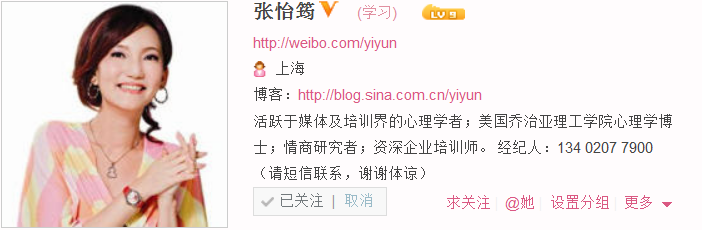 张怡筠 (学习) LV 9
http://weibo.com/yiyun
上海
博客：http://blog.sina.com.cn/yiyun
活跃于媒体及培训界的心理学者；美国乔治亚理工学院心理学博
士；情商研究者；资深企业培训师。 经纪人：134 0207 7900
（请短信联系，谢谢体谅）
已关注 | 取消 求关注 @她 设置分组 更多